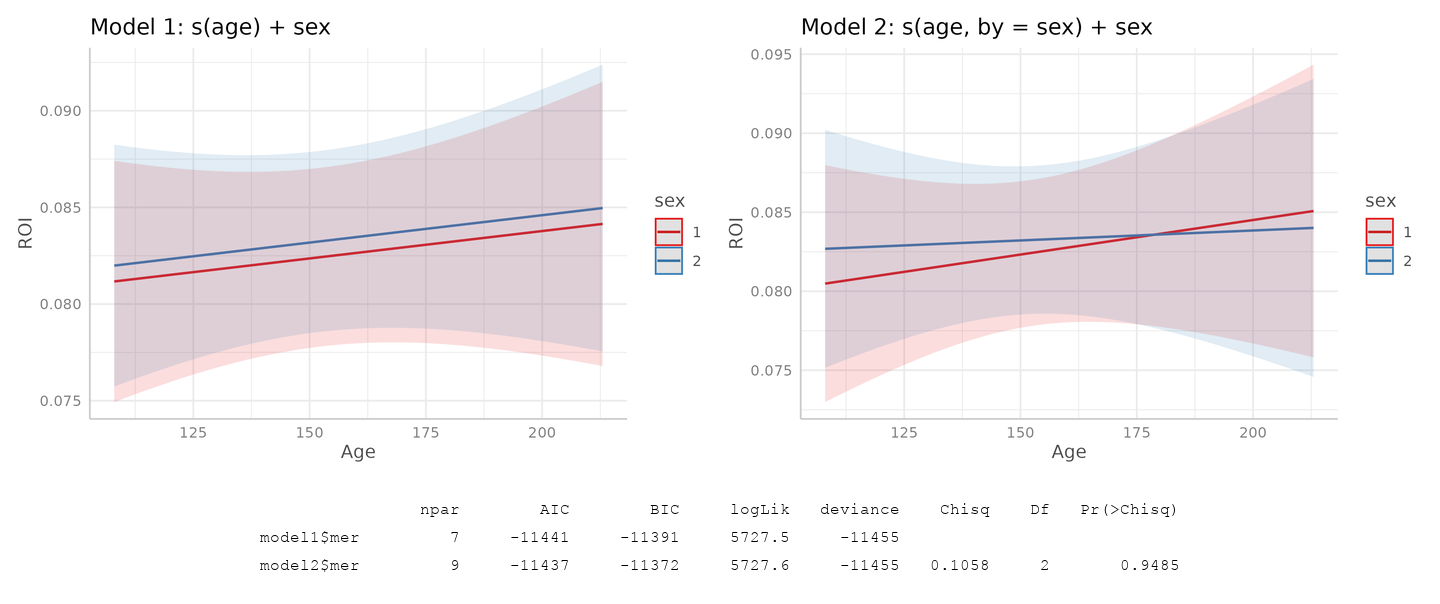 Model 1: s(age) + sex
0.090
0.085
0.080
0.075
ROI
125 150 175 200
Age
sex
1
2
Model 2: s(age, by = sex) + sex
0.095
0.090
0.085
0.080
0.075
ROI
125 150 175 200
Age
sex
1
2
npar AIC BIC logLik deviance Chisq Df Pr(>Chisq)
model1$mer 7 -11441 -11391 5727.5 -11455
model2$mer 9 -11437 -11372 5727.6 -11455 0.1058 2 0.9485